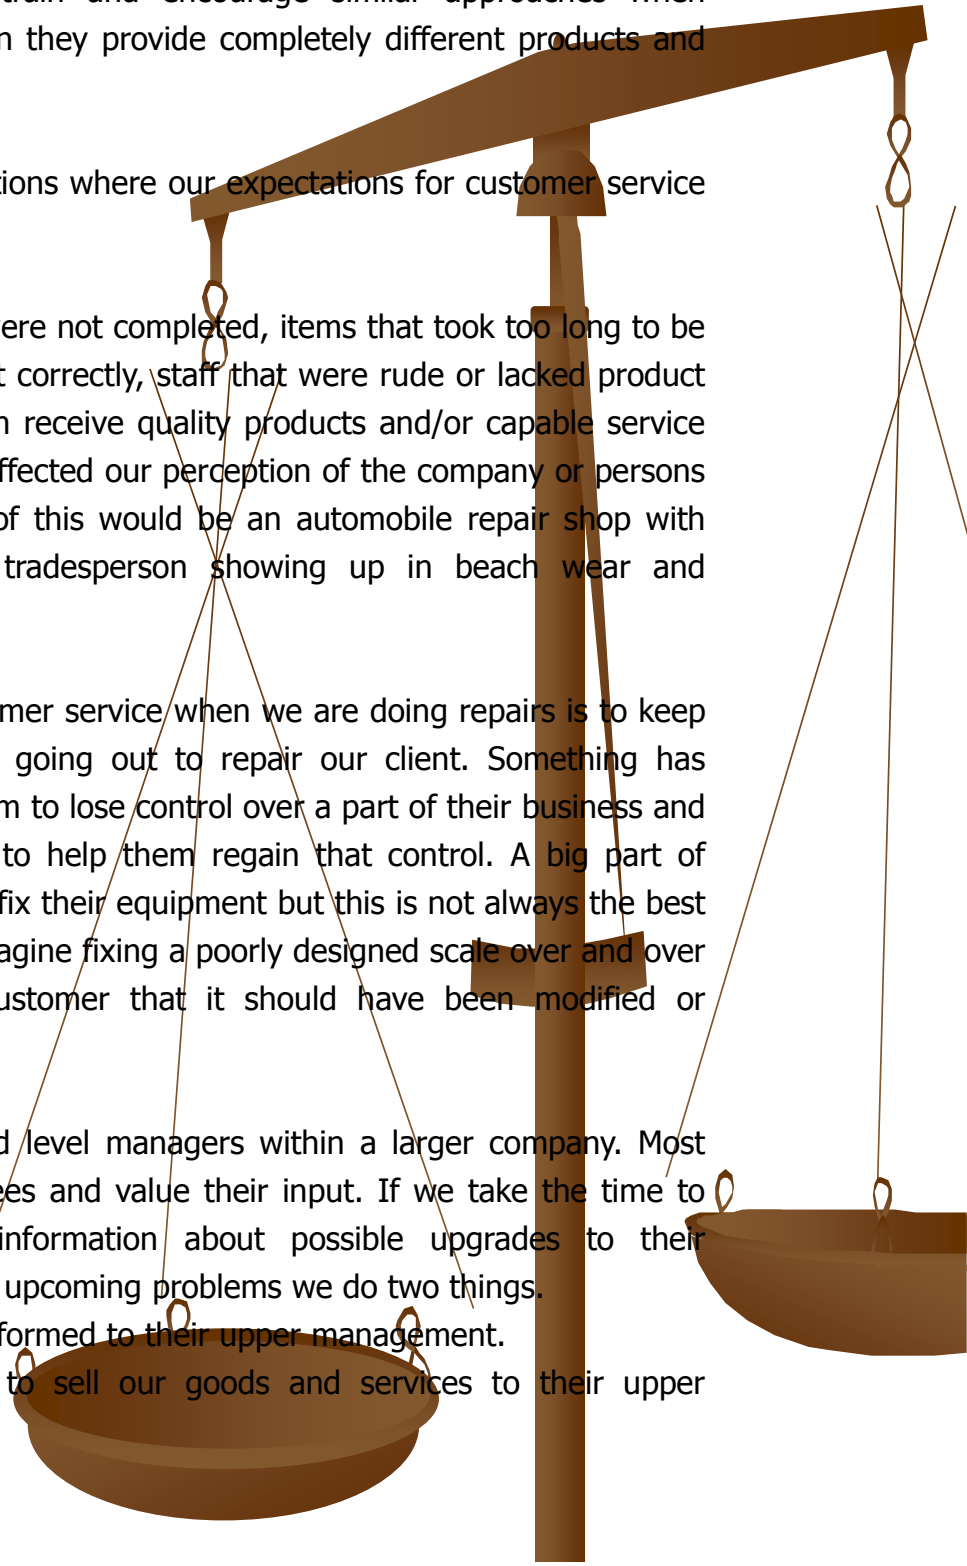 train and encourage similar approaches when
they provide completely different products and
where our expectations for customer service
ere not completed, items that took too long to be
correctly, staff that were rude or lacked product
receive quality products and/or capable service
ffected our perception of the company or persons
of this would be an automobile repair shop with
tradesperson showing up in beach wear and
mer service when we are doing repairs is to keep
going out to repair our client. Something has
m to lose control over a part of their business and
to help them regain that control. A big part of
fix their equipment but this is not always the best
agine fixing a poorly designed scale over and over
ustomer that it should have been modified or
d level managers within a larger company. Most
ees and value their input. If we take the time to
information about possible upgrades to their
upcoming problems we do two things.
formed to their upper management.
to sell our goods and services to their upper